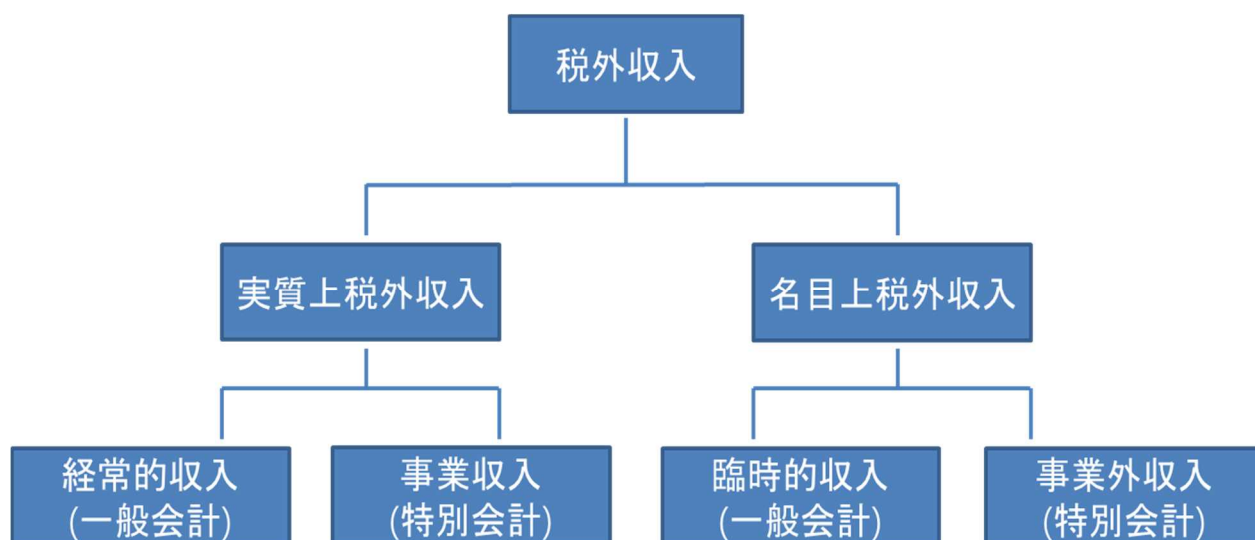 税外収入
実質上税外収入
名目上税外収入
経常的収入
(一般会計)
事業収入
(特別会計)
臨時的収入
(一般会計)
事業外収入
(特別会計)